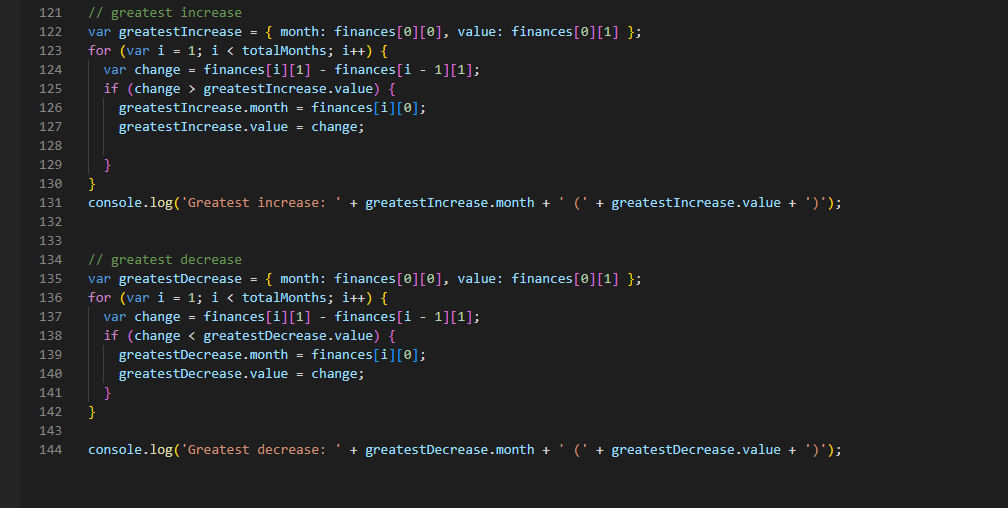 121 // greatest increase
122 var greatestIncrease = { month: finances[0][0], value: finances[0][1] };
123 for (var i = 1; i < totalMonths; i++) {
124   var change = finances[i][1] - finances[i - 1][1];
125   if (change > greatestIncrease.value) {
126     greatestIncrease.month = finances[i][0];
127     greatestIncrease.value = change;
128
129   }
130 }
131 console.log('Greatest increase: ' + greatestIncrease.month + ' (' + greatestIncrease.value + ')');
132
133
134 // greatest decrease
135 var greatestDecrease = { month: finances[0][0], value: finances[0][1] };
136 for (var i = 1; i < totalMonths; i++) {
137   var change = finances[i][1] - finances[i - 1][1];
138   if (change < greatestDecrease.value) {
139     greatestDecrease.month = finances[i][0];
140     greatestDecrease.value = change;
141   }
142 }
143
144 console.log('Greatest decrease: ' + greatestDecrease.month + ' (' + greatestDecrease.value + ')');